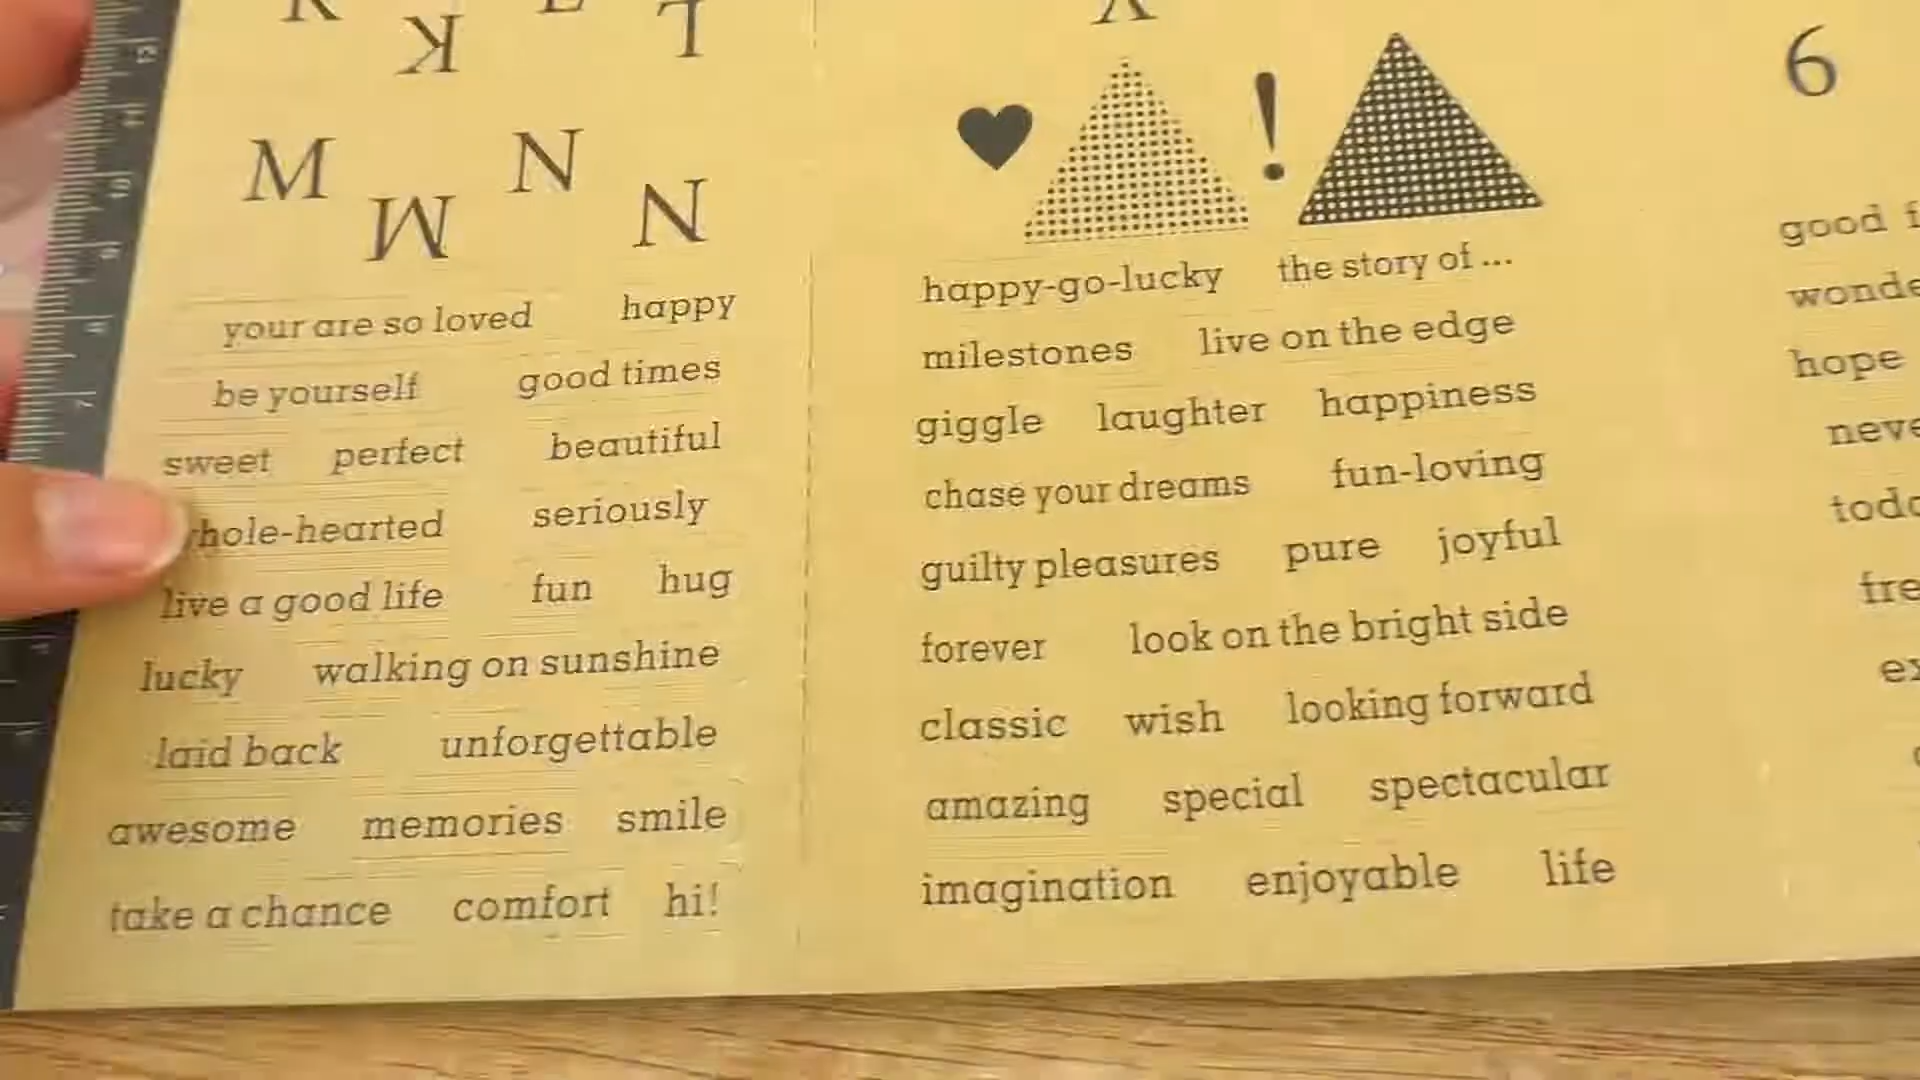 K L
M N
M N
your are so loved happy
be yourself good times
sweet perfect beautiful
hole-hearted seriously
live a good life fun hug
lucky walking on sunshine
laid back unforgettable
awesome memories smile
take a chance comfort hi!
!
happy-go-lucky the story of ...
milestones live on the edge
giggle laughter happiness
chase your dreams fun-loving
guilty pleasures pure joyful
forever look on the bright side
classic wish looking forward
amazing special spectacular
imagination enjoyable life
6
good
hope